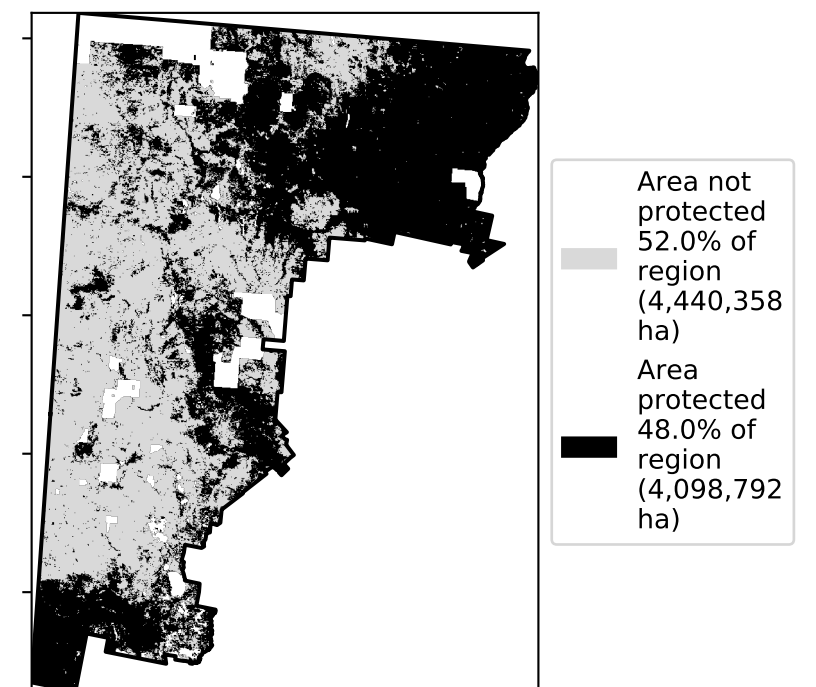 Area not
protected
52.0% of
region
(4,440,358
ha)
Area
protected
48.0% of
region
(4,098,792
ha)